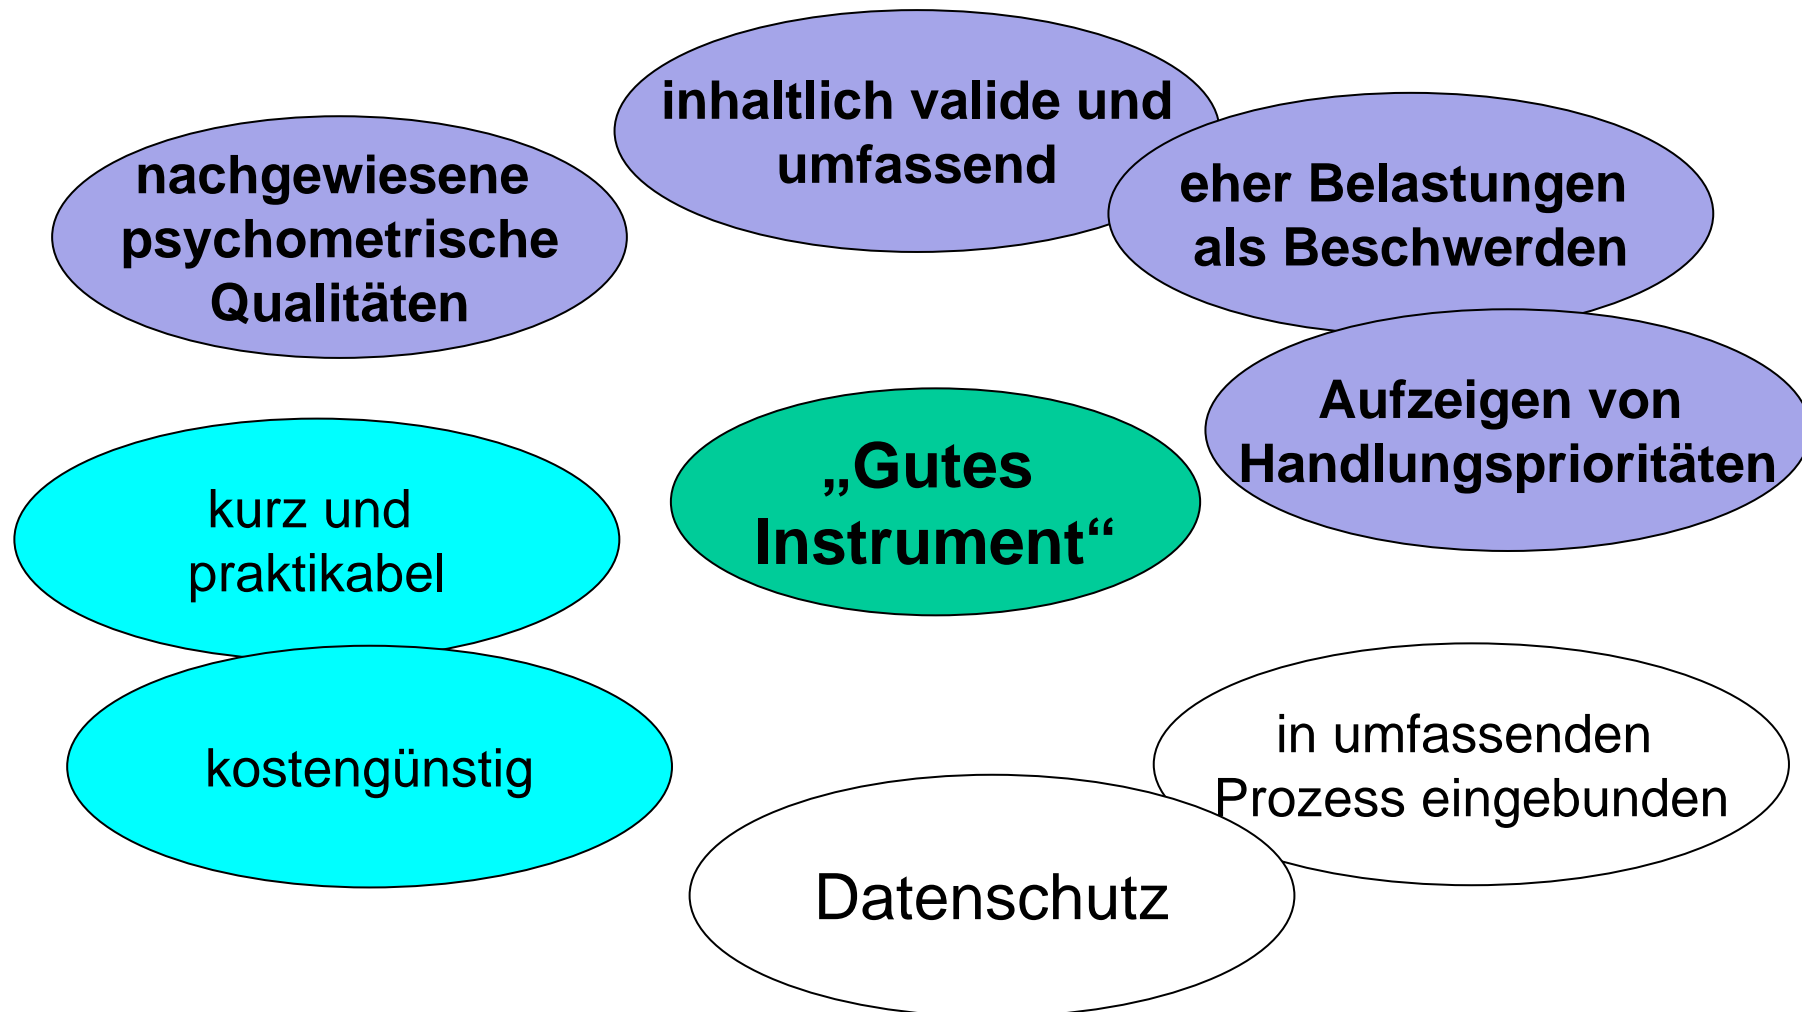 inhaltlich valide und
umfassend
nachgewiesene
psychometrische
Qualitäten
eher Belastungen
als Beschwerden
Aufzeigen von
Handlungsprioritäten
„Gutes
Instrument“
kurz und
praktikabel
kostengünstig
in umfassenden
Prozess eingebunden
Datenschutz